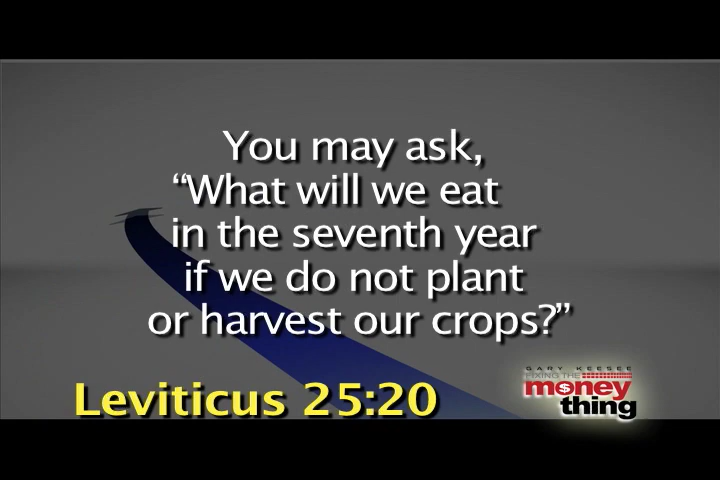 You may ask,
“What will we eat
in the seventh year
if we do not plant
or harvest our crops?”
Leviticus 25:20
GARY KEESEE
FIXING THE
money
thing